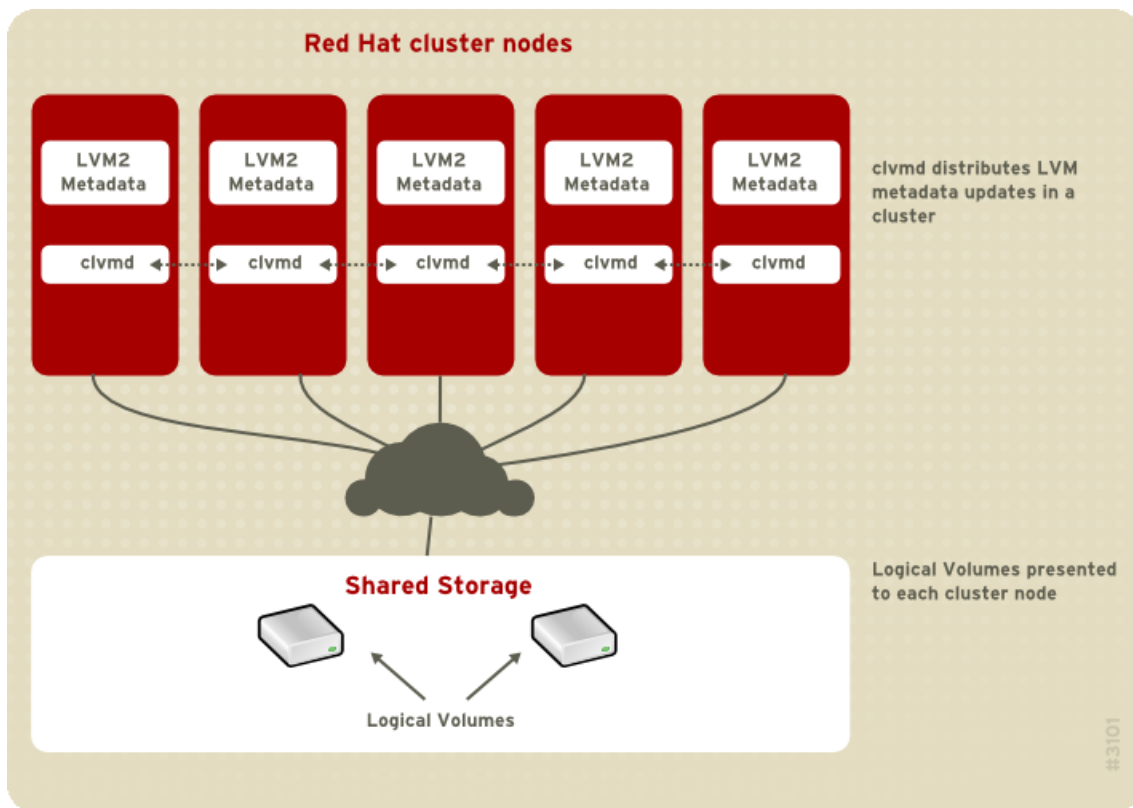 Red Hat cluster nodes
LVM2
Metadata
LVM2
Metadata
LVM2
Metadata
LVM2
Metadata
LVM2
Metadata
clvmd distributes LVM
metadata updates in a
cluster
clvmd
clvmd
clvmd
clvmd
clvmd
Shared Storage
Logical Volumes presented
to each cluster node
Logical Volumes
#3101